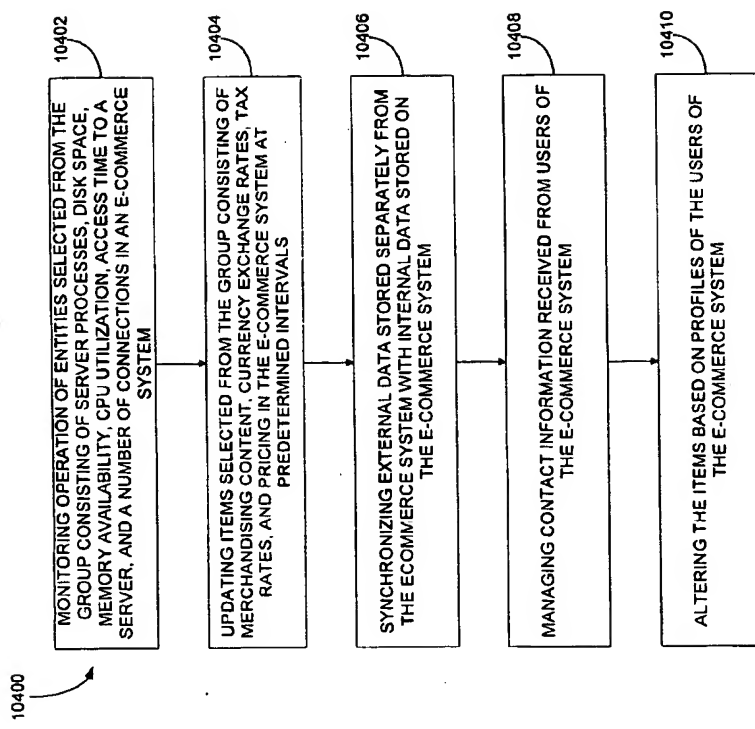 10400
10402
MONITORING OPERATION OF ENTITIES SELECTED FROM THE
GROUP CONSISTING OF SERVER PROCESSES, DISK SPACE,
MEMORY AVAILABILITY, CPU UTILIZATION, ACCESS TIME TO A
SERVER, AND A NUMBER OF CONNECTIONS IN AN E-COMMERCE
SYSTEM
10404
UPDATING ITEMS SELECTED FROM THE GROUP CONSISTING OF
MERCHANDISING CONTENT, CURRENCY EXCHANGE RATES, TAX
RATES, AND PRICING IN THE E-COMMERCE SYSTEM AT
PREDETERMINED INTERVALS
10406
SYNCHRONIZING EXTERNAL DATA STORED SEPARATELY FROM
THE ECOMMERCE SYSTEM WITH INTERNAL DATA STORED ON
THE E-COMMERCE SYSTEM
10408
MANAGING CONTACT INFORMATION RECEIVED FROM USERS OF
THE E-COMMERCE SYSTEM
10410
ALTERING THE ITEMS BASED ON PROFILES OF THE USERS OF
THE E-COMMERCE SYSTEM